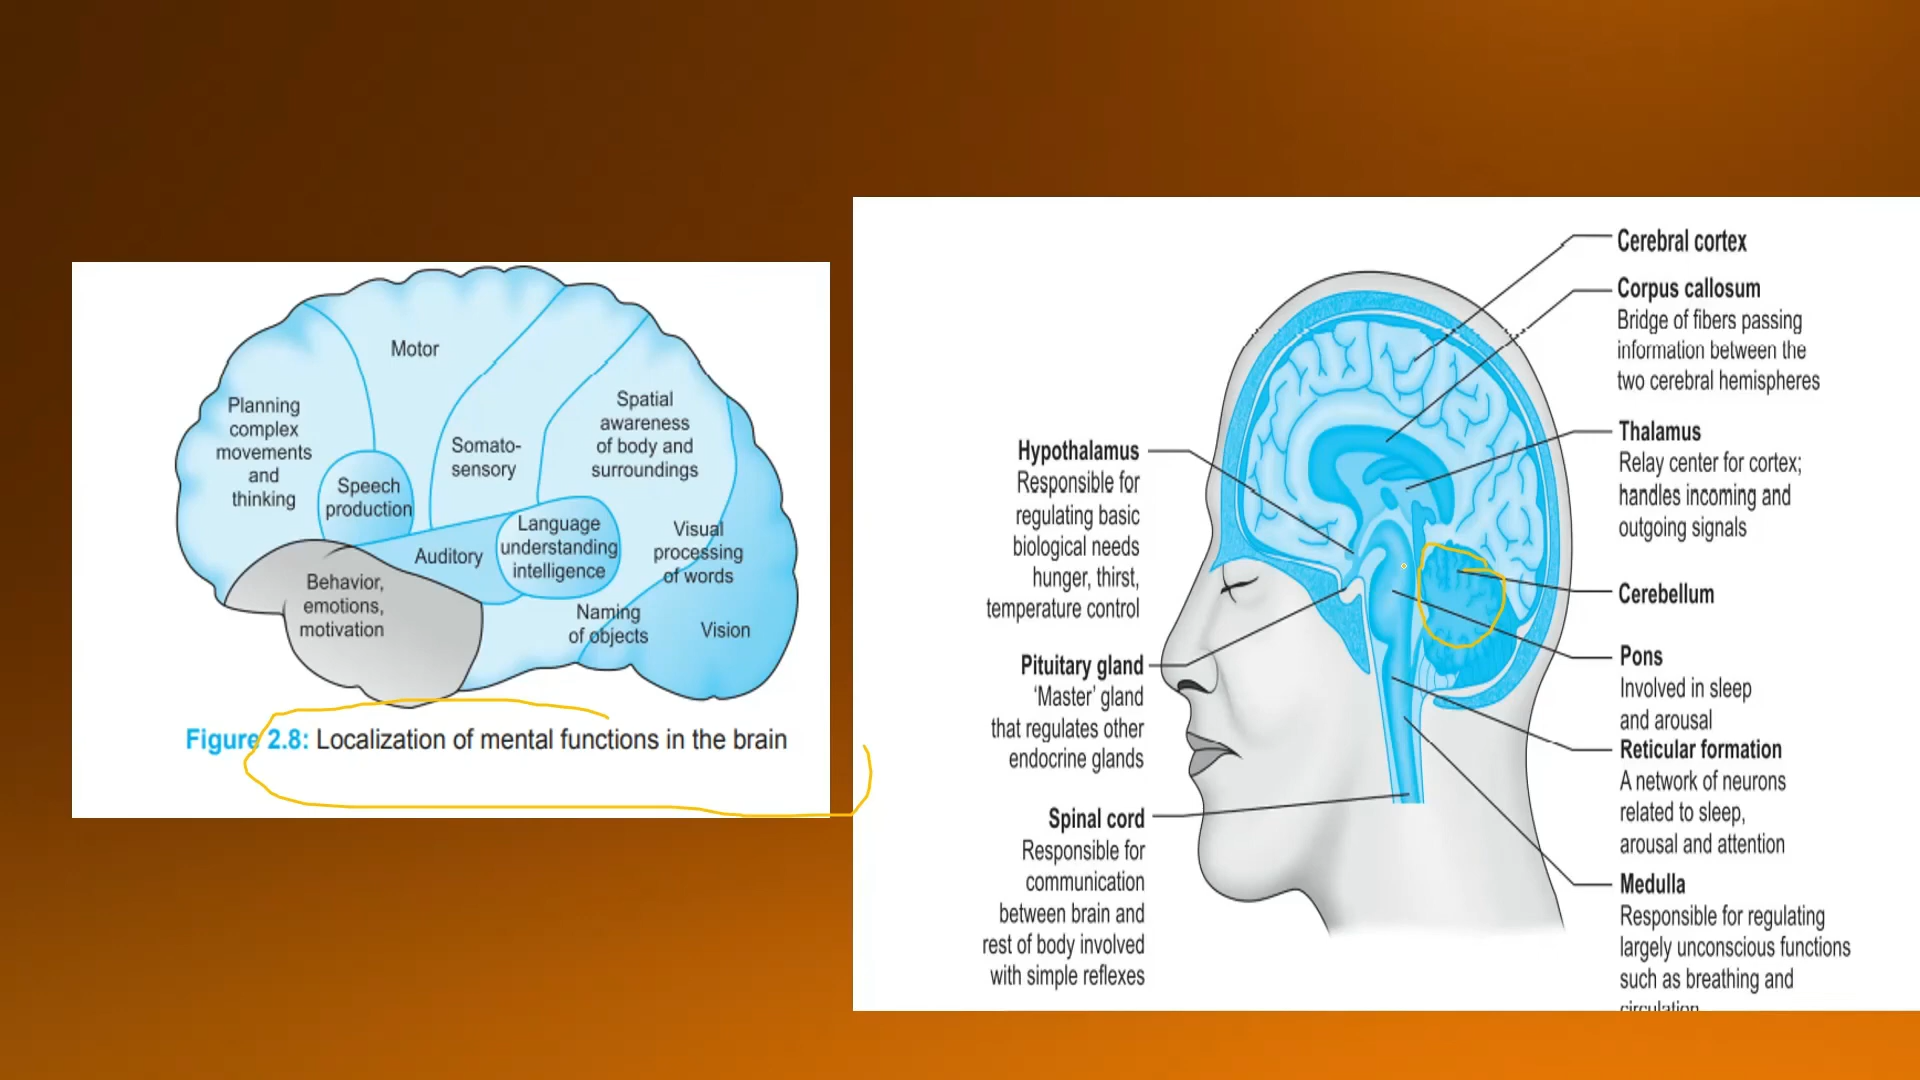 Motor
Planning
complex
movements
and
thinking
Speech
production
Somato-
sensory
Spatial
awareness
of body and
surroundings
Auditory
Language
understanding
intelligence
Visual
processing
of words
Behavior,
emotions,
motivation
Naming
of objects
Vision
Figure 2.8: Localization of mental functions in the brain
Hypothalamus
Responsible for
regulating basic
biological needs
hunger, thirst,
temperature control
Pituitary gland
'Master' gland
that regulates other
endocrine glands
Spinal cord
Responsible for
communication
between brain and
rest of body involved
with simple reflexes
Cerebral cortex
Corpus callosum
Bridge of fibers passing
information between the
two cerebral hemispheres
Thalamus
Relay center for cortex;
handles incoming and
outgoing signals
Cerebellum
Pons
Involved in sleep
and arousal
Reticular formation
A network of neurons
related to sleep,
arousal and attention
Medulla
Responsible for regulating
largely unconscious functions
such as breathing and
circulation